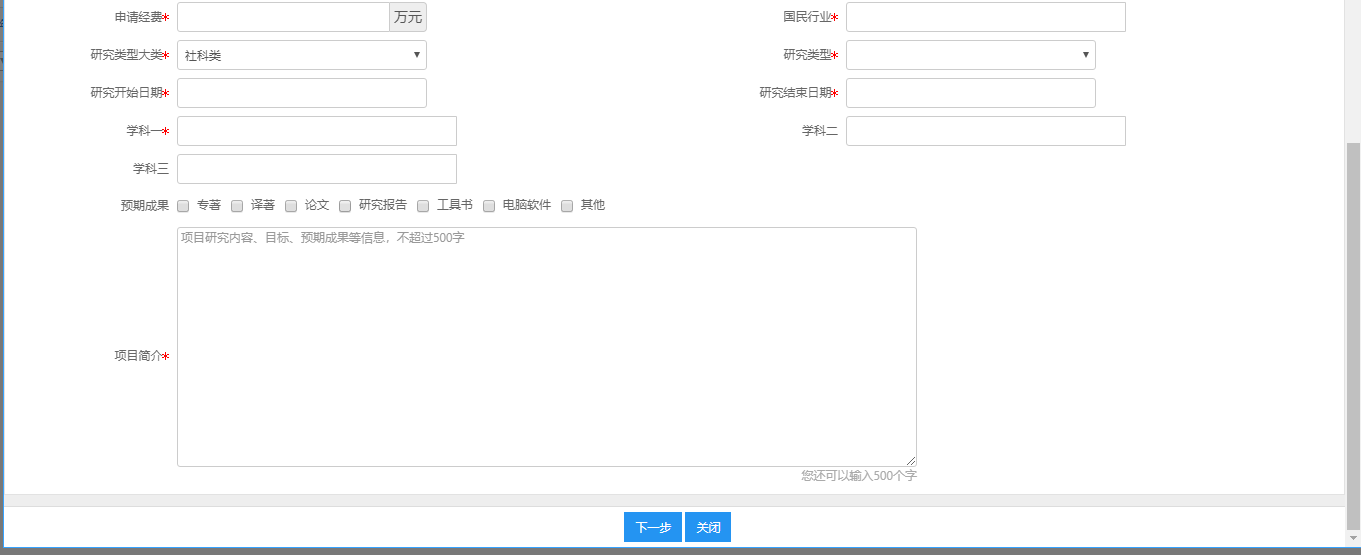 申请经费* 万元 国民行业*
研究类型大类* 社科类 研究类型*
研究开始日期* 研究结束日期*
学科一* 学科二
学科三
预期成果 专著 译著 论文 研究报告 工具书 电脑软件 其他
项目研究内容、目标、预期成果等信息，不超过500字
项目简介*
您还可以输入500个字
下一步 关闭